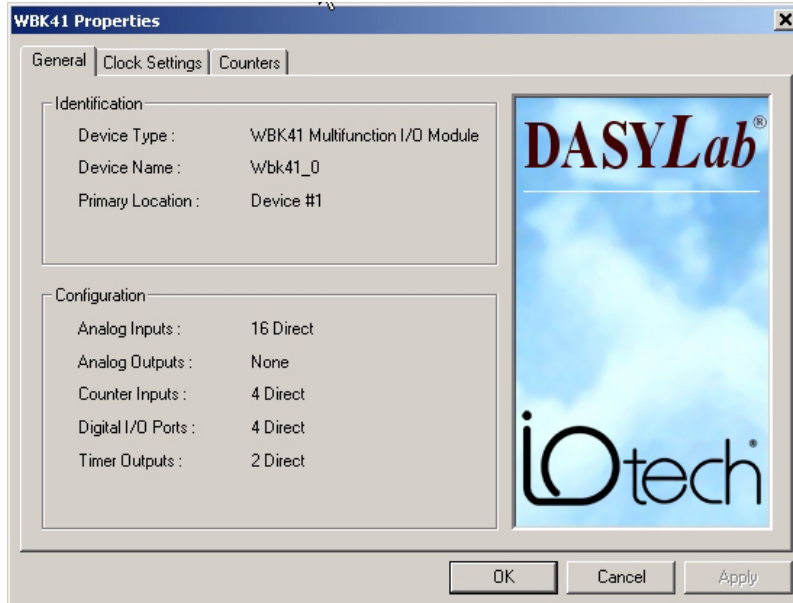 WBK41 Properties
General Clock Settings Counters
Identification
Device Type : WBK41 Multifunction I/O Module
Device Name : Wbk41_0
Primary Location : Device #1
Configuration
Analog Inputs : 16 Direct
Analog Outputs : None
Counter Inputs : 4 Direct
Digital I/O Ports : 4 Direct
Timer Outputs : 2 Direct
DASYLab®
iOtech®
OK Cancel Apply